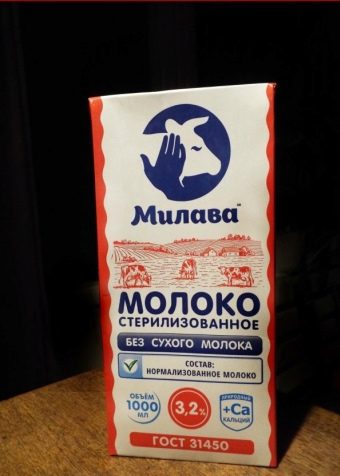 Милава
МОЛОКО
СТЕРИЛИЗОВАННОЕ
БЕЗ СУХОГО МОЛОКА
СОСТАВ:
НОРМАЛИЗОВАННОЕ МОЛОКО
ОБЪЁМ
1000
МЛ
3,2%
ПРИРОДНЫЙ
+Ca
КАЛЬЦИЙ
ГОСТ 31450